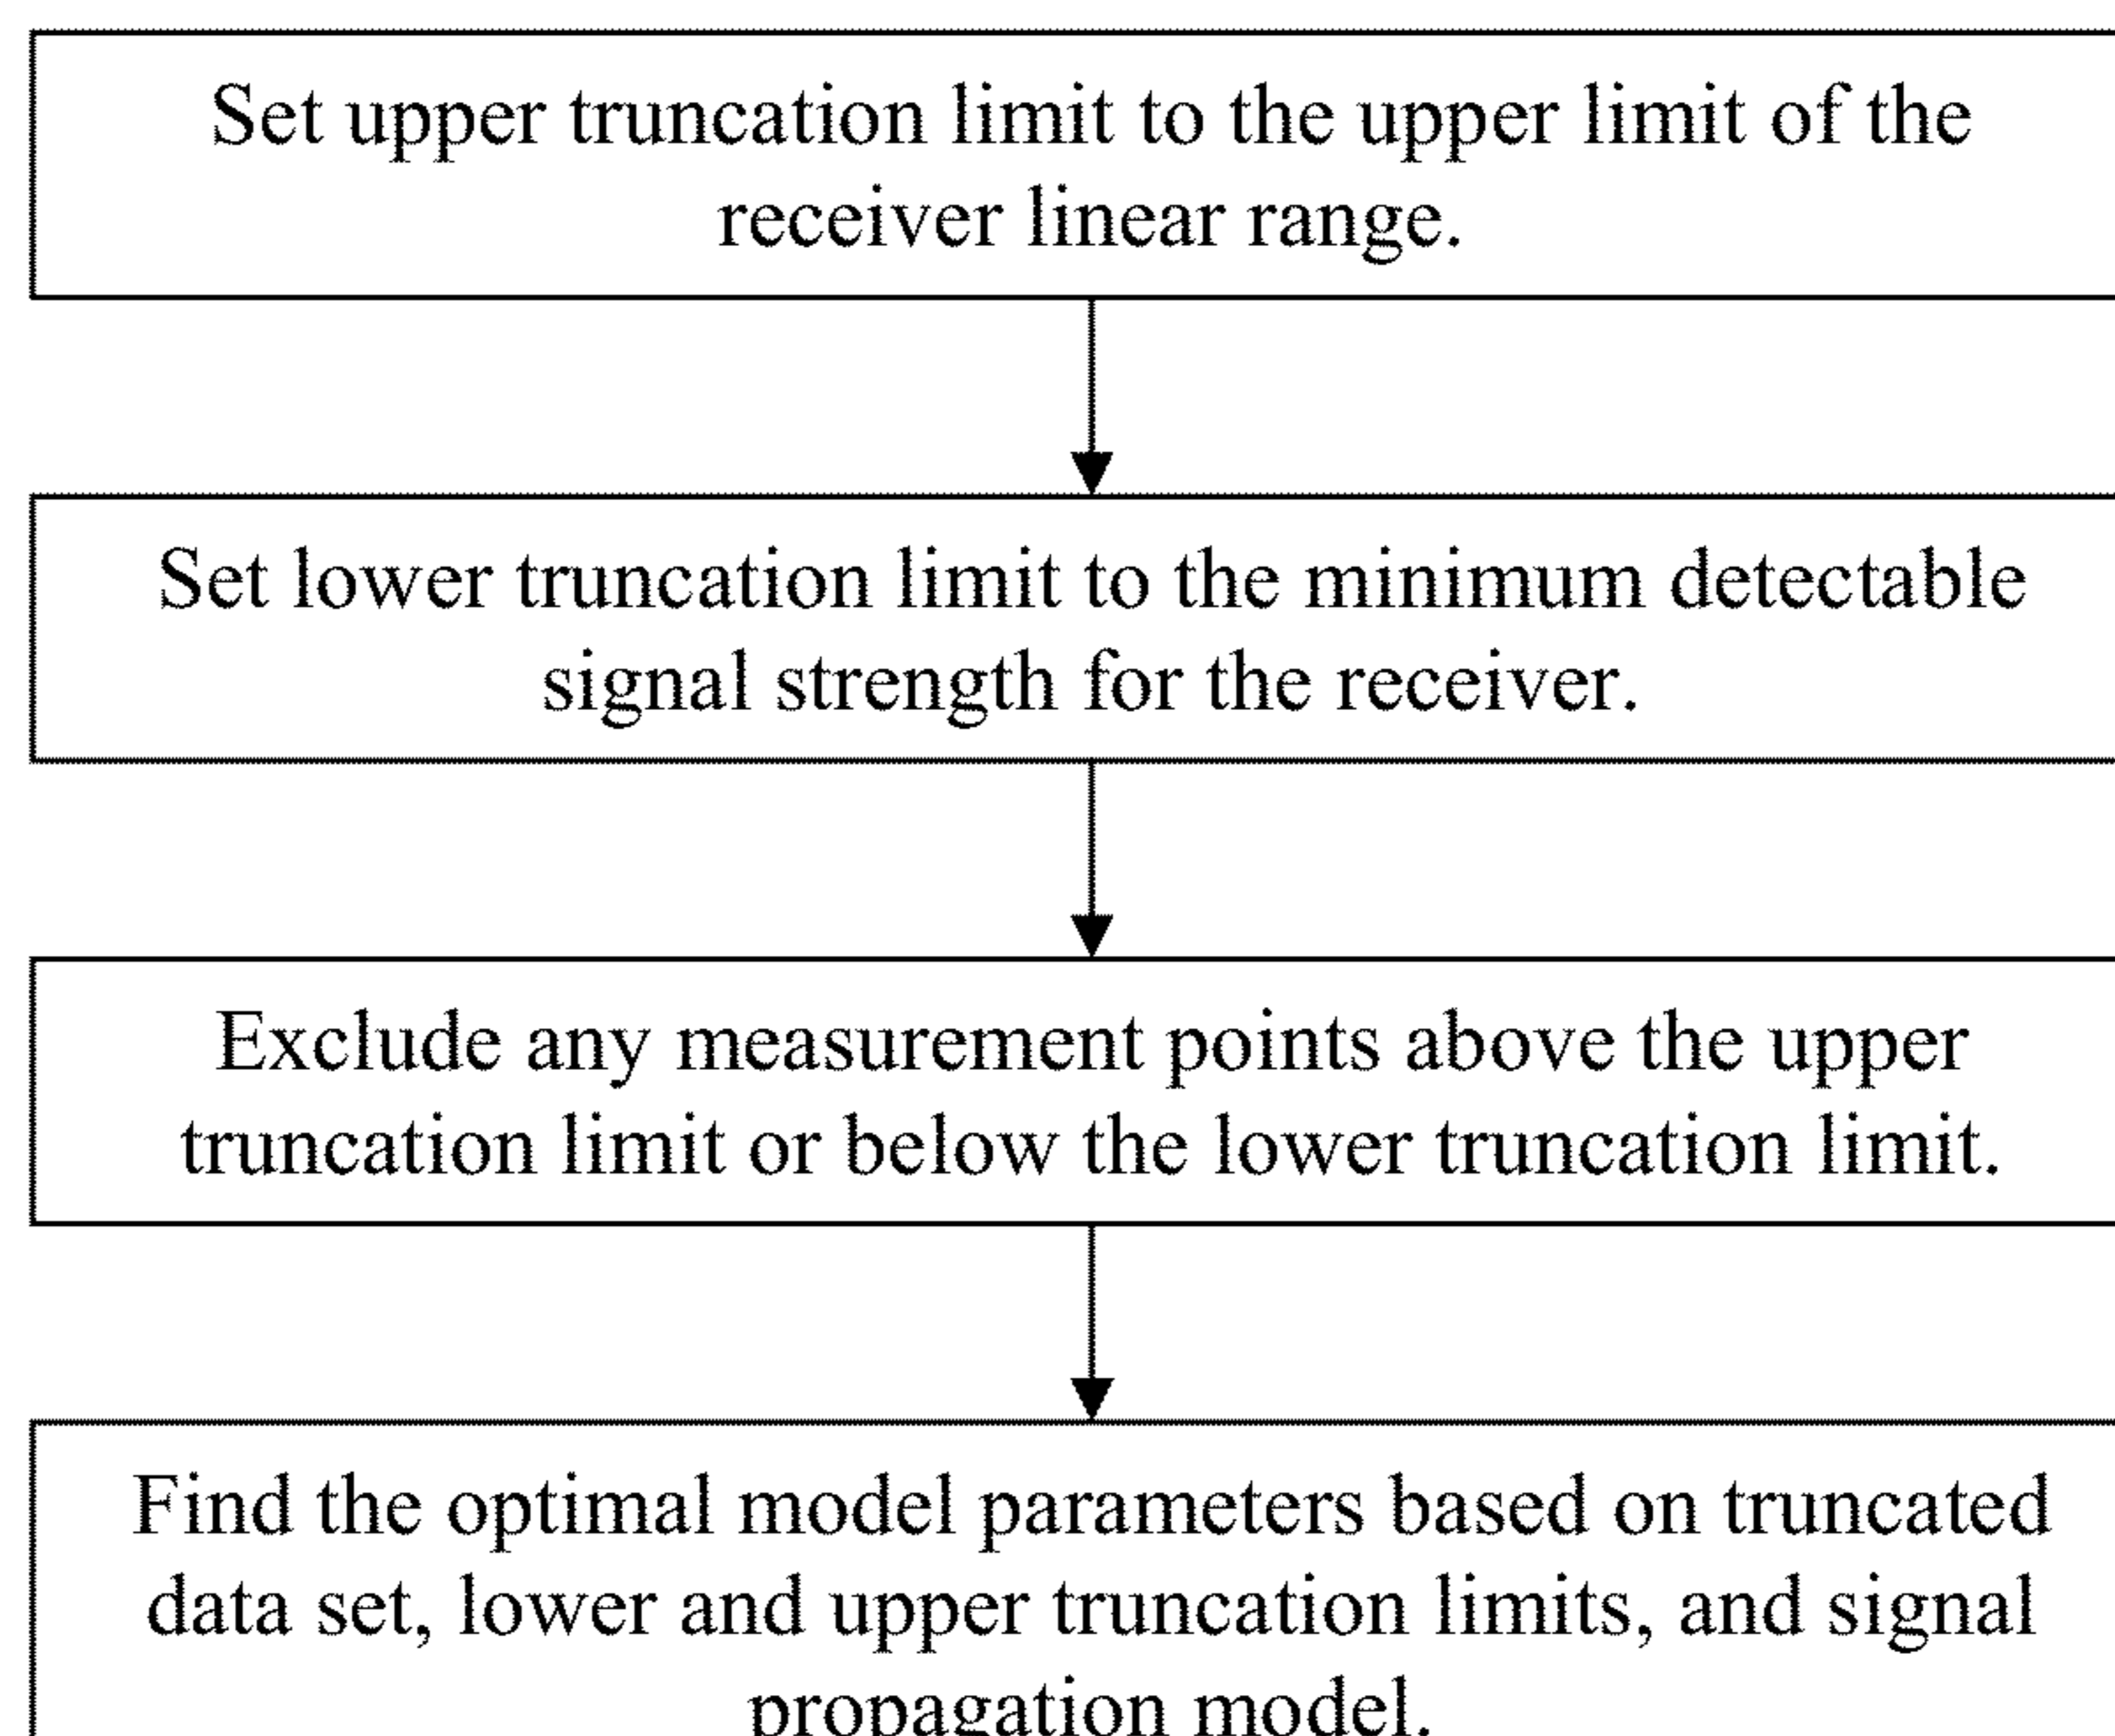 Set upper truncation limit to the upper limit of the
receiver linear range.
Set lower truncation limit to the minimum detectable
signal strength for the receiver.
Exclude any measurement points above the upper
truncation limit or below the lower truncation limit.
Find the optimal model parameters based on truncated
data set, lower and upper truncation limits, and signal
propagation model.